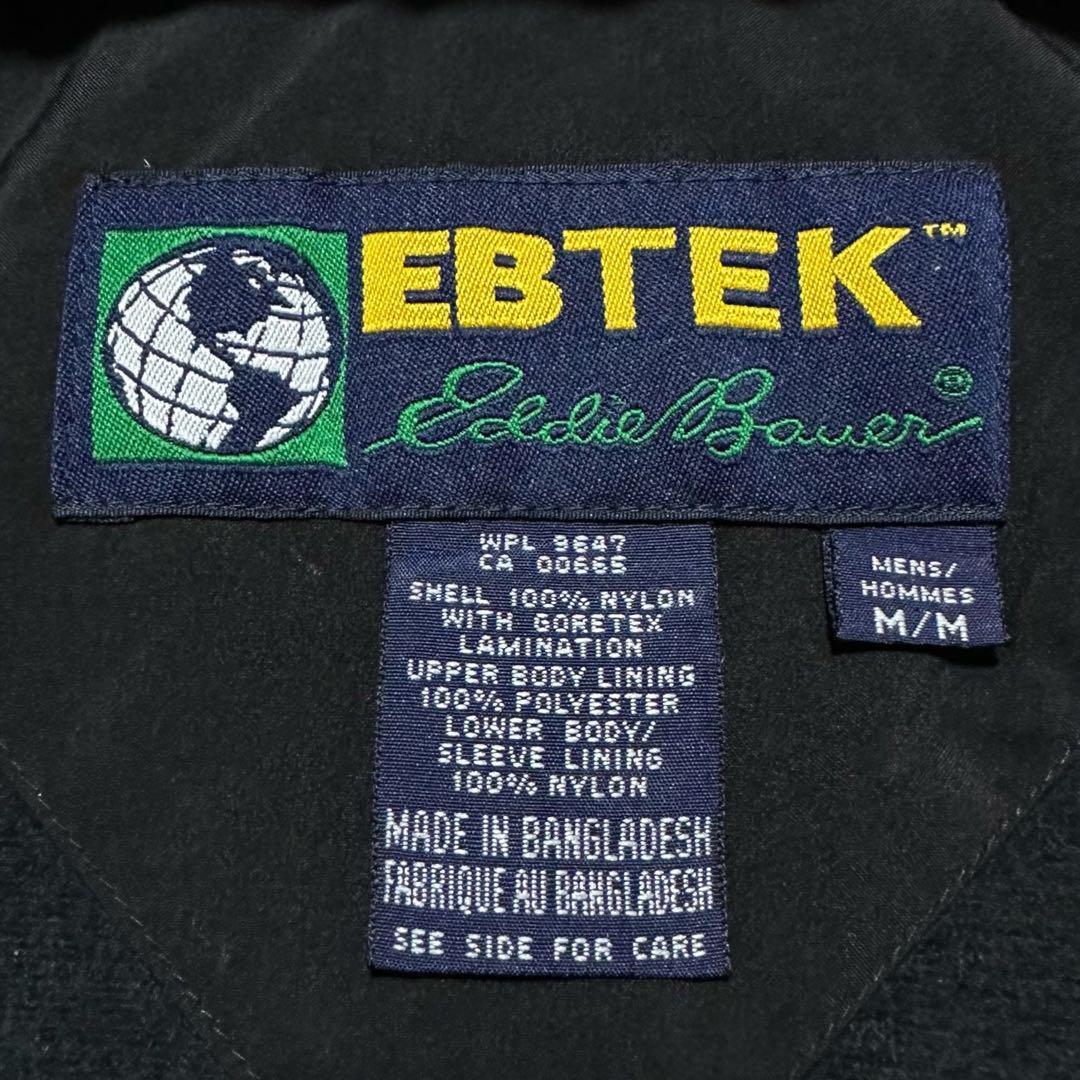 EBTEK™
Eddie Bauer®
WPL 9647
CA 00665
SHELL 100% NYLON
WITH GORETEX
LAMINATION
UPPER BODY LINING
100% POLYESTER
LOWER BODY/
SLEEVE LINING
100% NYLON
MADE IN BANGLADESH
FABRIQUE AU BANGLADESH
SEE SIDE FOR CARE
MENS/
HOMMES
M/M